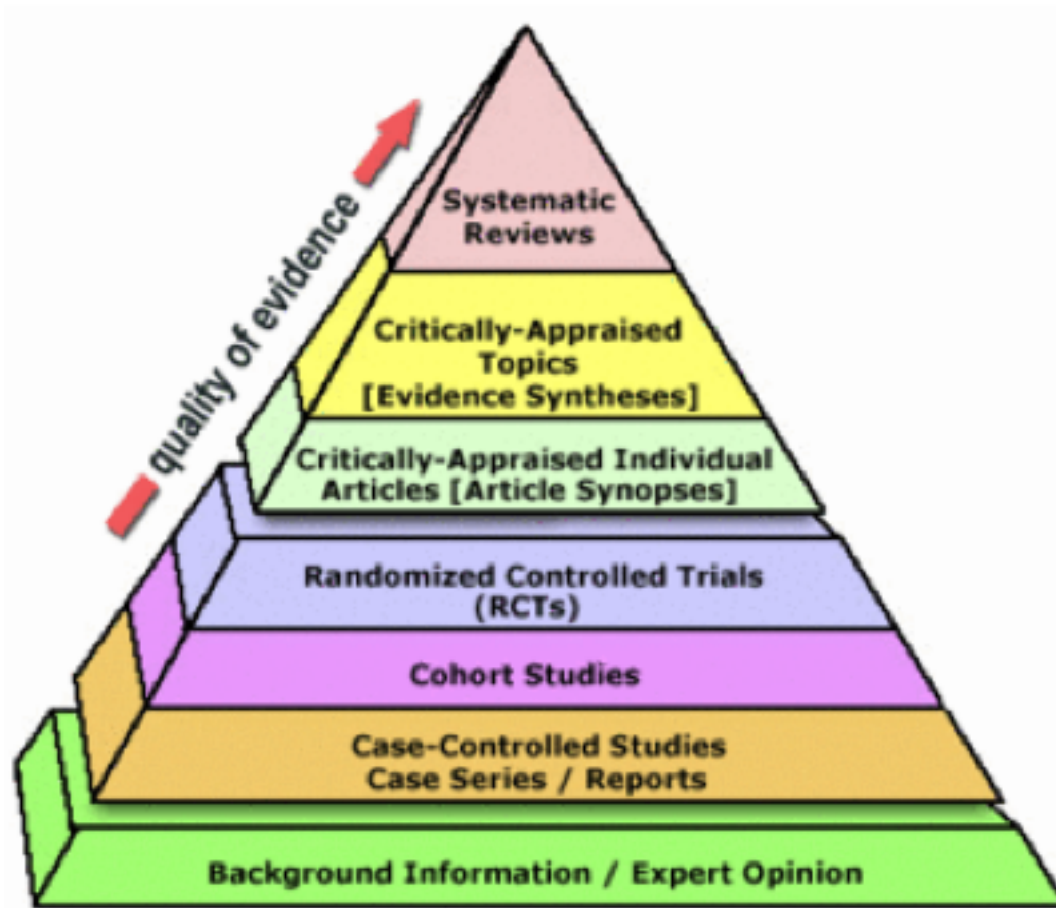 quality of evidence
Systematic
Reviews
Critically-Appraised
Topics
[Evidence Syntheses]
Critically-Appraised Individual
Articles [Article Synopses]
Randomized Controlled Trials
(RCTs)
Cohort Studies
Case-Controlled Studies
Case Series / Reports
Background Information / Expert Opinion